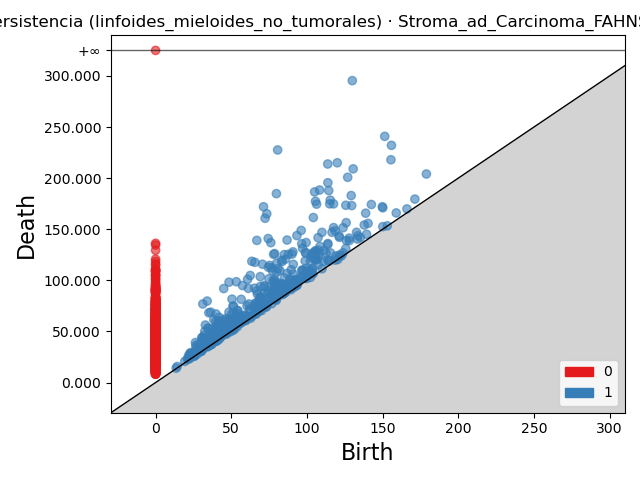 ersistencia (linfoides_mieloides_no_tumorales) · Stroma_ad_Carcinoma_FAHNS
+∞
300.000
250.000
200.000
150.000
100.000
50.000
0.000
Death
0
1
0 50 100 150 200 250 300
Birth